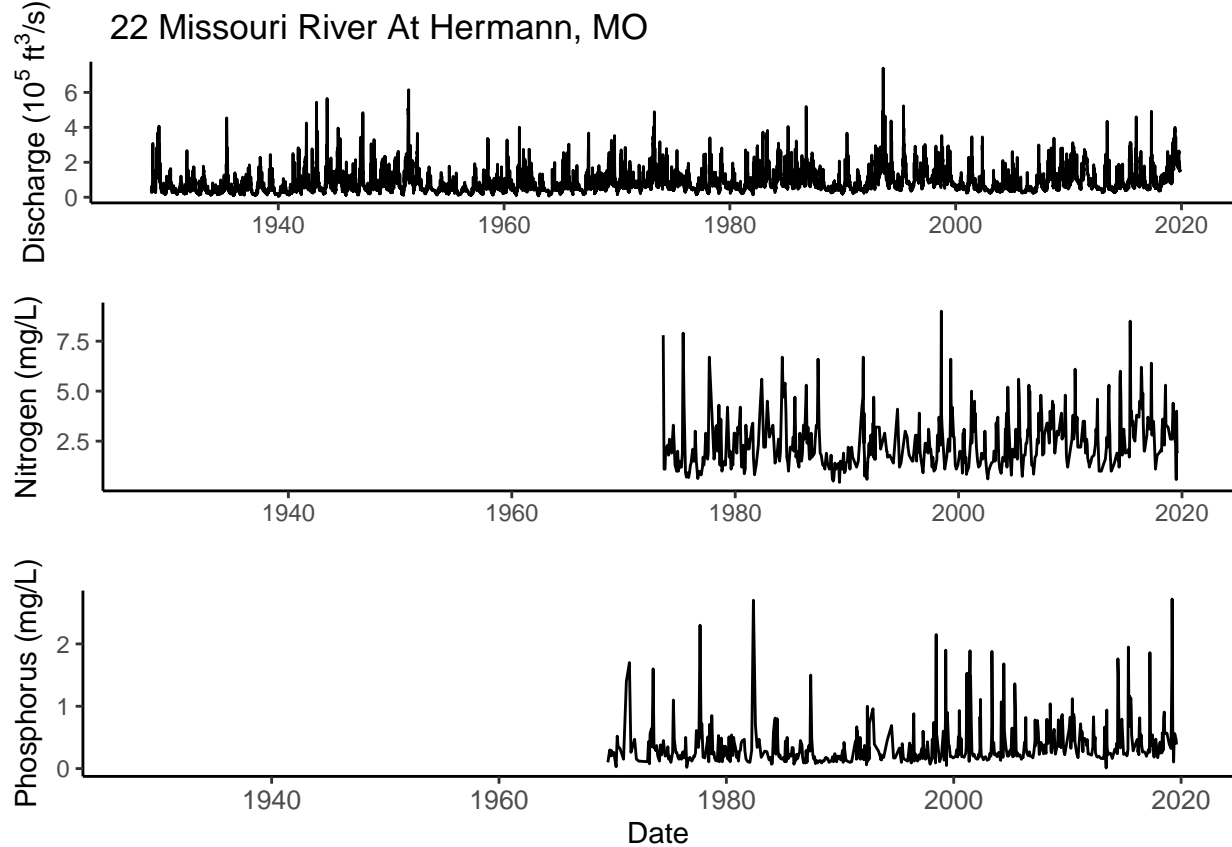 22 Missouri River At Hermann, MO
Discharge (10⁵ ft³/s)
6
4
2
0
1940 1960 1980 2000 2020
Nitrogen (mg/L)
7.5
5.0
2.5
1940 1960 1980 2000 2020
Phosphorus (mg/L)
2
1
0
1940 1960 1980 2000 2020
Date